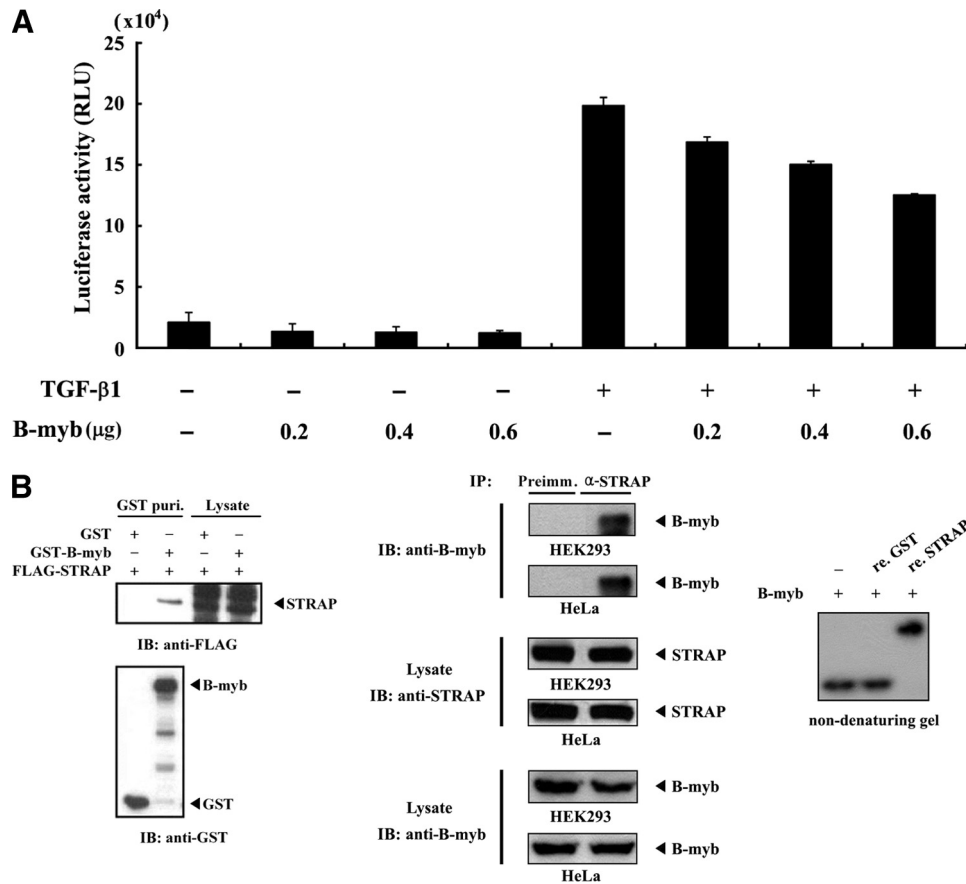 A
(x10⁴)
Luciferase activity (RLU)
25
20
15
10
5
0
TGF-β1 – – – – + + + +
B-myb (μg) – 0.2 0.4 0.6 – 0.2 0.4 0.6
B
GST puri. Lysate
GST + – + –
GST-B-myb – + – +
FLAG-STRAP + + + +
◄STRAP
IB: anti-FLAG
◄B-myb
◄GST
IB: anti-GST
IP: Preimm. α-STRAP
IB: anti-B-myb
◄ B-myb
HEK293
◄ B-myb
HeLa
Lysate
IB: anti-STRAP
◄ STRAP
HEK293
◄ STRAP
HeLa
Lysate
IB: anti-B-myb
◄ B-myb
HEK293
◄ B-myb
HeLa
– re. GST re. STRAP
B-myb + + +
non-denaturing gel